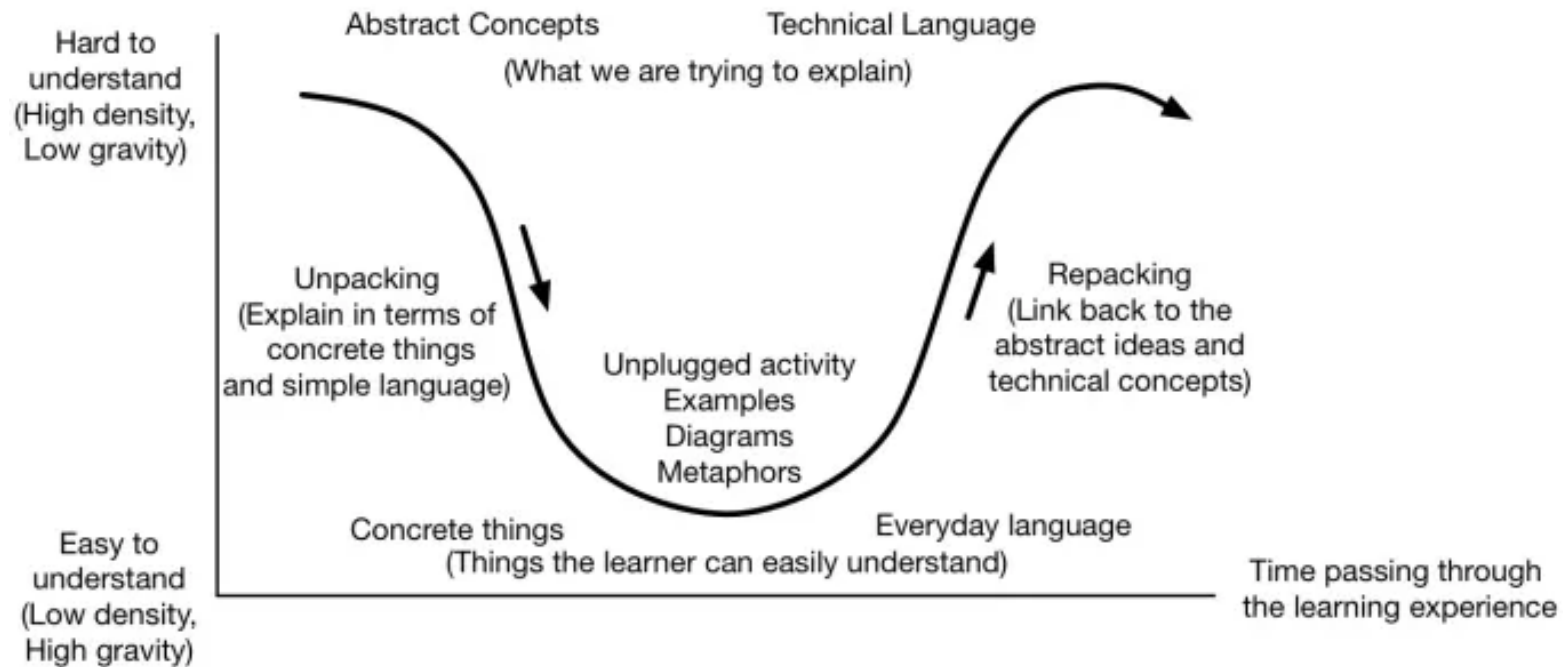 Abstract Concepts
Technical Language
(What we are trying to explain)
Hard to
understand
(High density,
Low gravity)
Unpacking
(Explain in terms of
concrete things
and simple language)
Unplugged activity
Examples
Diagrams
Metaphors
Repacking
(Link back to the
abstract ideas and
technical concepts)
Concrete things
Everyday language
(Things the learner can easily understand)
Easy to
understand
(Low density,
High gravity)
Time passing through
the learning experience